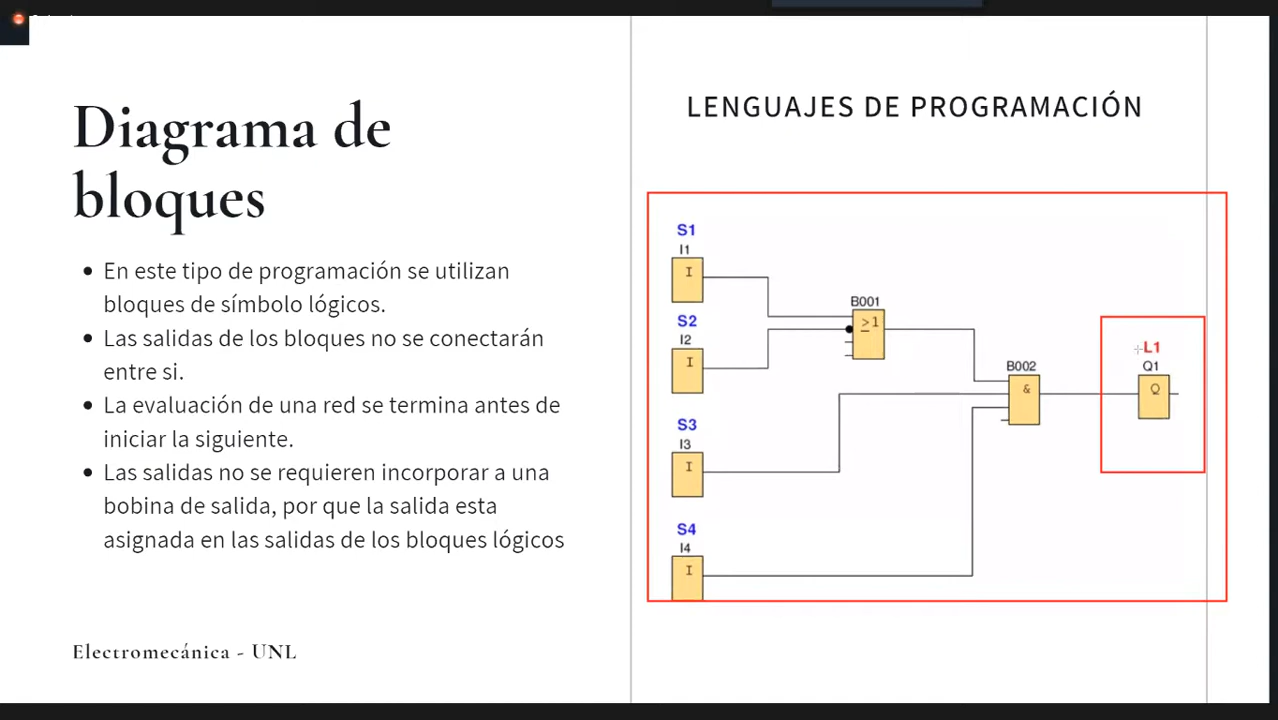 Diagrama de
bloques
• En este tipo de programación se utilizan
bloques de símbolo lógicos.
• Las salidas de los bloques no se conectarán
entre si.
• La evaluación de una red se termina antes de
iniciar la siguiente.
• Las salidas no se requieren incorporar a una
bobina de salida, por que la salida esta
asignada en las salidas de los bloques lógicos
Electromecánica - UNL
LENGUAJES DE PROGRAMACIÓN
S1
I1
I
S2
I2
I
B001
≥1
S3
I3
I
B002
&
L1
Q1
Q
S4
I4
I